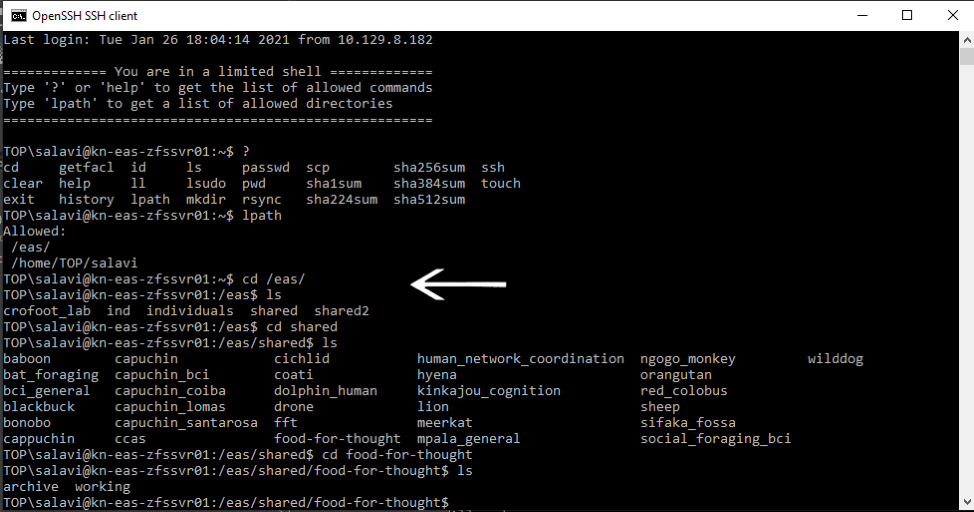 OpenSSH SSH client
Last login: Tue Jan 26 18:04:14 2021 from 10.129.8.182
============= You are in a limited shell =============
Type '?' or 'help' to get the list of allowed commands
Type 'lpath' to get a list of allowed directories
======================================================
TOP\salavi@kn-eas-zfssvr01:~$ ?
cd     getfacl  id     ls     passwd  scp        sha256sum  ssh
clear  help     ll     lsudo  pwd     sha1sum    sha384sum  touch
exit   history  lpath  mkdir  rsync   sha224sum  sha512sum
TOP\salavi@kn-eas-zfssvr01:~$ lpath
Allowed:
 /eas/
 /home/TOP/salavi
TOP\salavi@kn-eas-zfssvr01:~$ cd /eas/
TOP\salavi@kn-eas-zfssvr01:/eas$ ls
crofoot_lab  ind  individuals  shared  shared2
TOP\salavi@kn-eas-zfssvr01:/eas$ cd shared
TOP\salavi@kn-eas-zfssvr01:/eas/shared$ ls
baboon        capuchin            cichlid           human_network_coordination  ngogo_monkey         wilddog
bat_foraging  capuchin_bci        coati             hyena                       orangutan
bci_general   capuchin_coiba      dolphin_human     kinkajou_cognition          red_colobus
blackbuck     capuchin_lomas      drone             lion                        sheep
bonobo        capuchin_santarosa  fft               meerkat                     sifaka_fossa
cappuchin     ccas                food-for-thought  mpala_general               social_foraging_bci
TOP\salavi@kn-eas-zfssvr01:/eas/shared$ cd food-for-thought
TOP\salavi@kn-eas-zfssvr01:/eas/shared/food-for-thought$ ls
archive  working
TOP\salavi@kn-eas-zfssvr01:/eas/shared/food-for-thought$